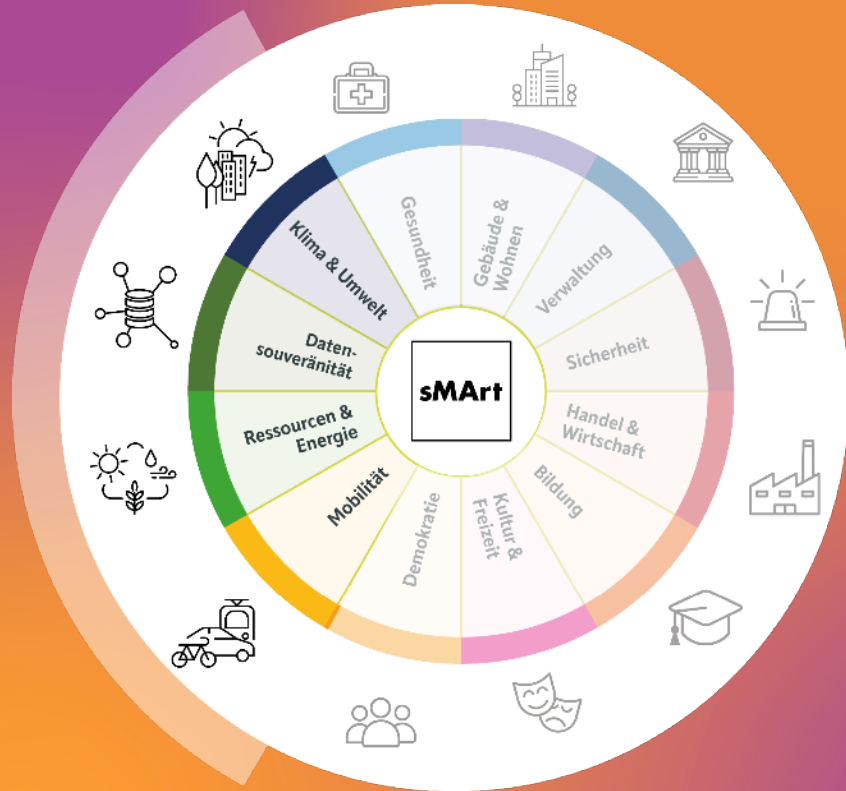 Gesundheit
Gebäude &
Wohnen
Verwaltung
Sicherheit
Handel &
Wirtschaft
Bildung
Kultur &
Freizeit
Demokratie
Mobilität
Ressourcen &
Energie
Daten-
souveränität
Klima & Umwelt
sMArt